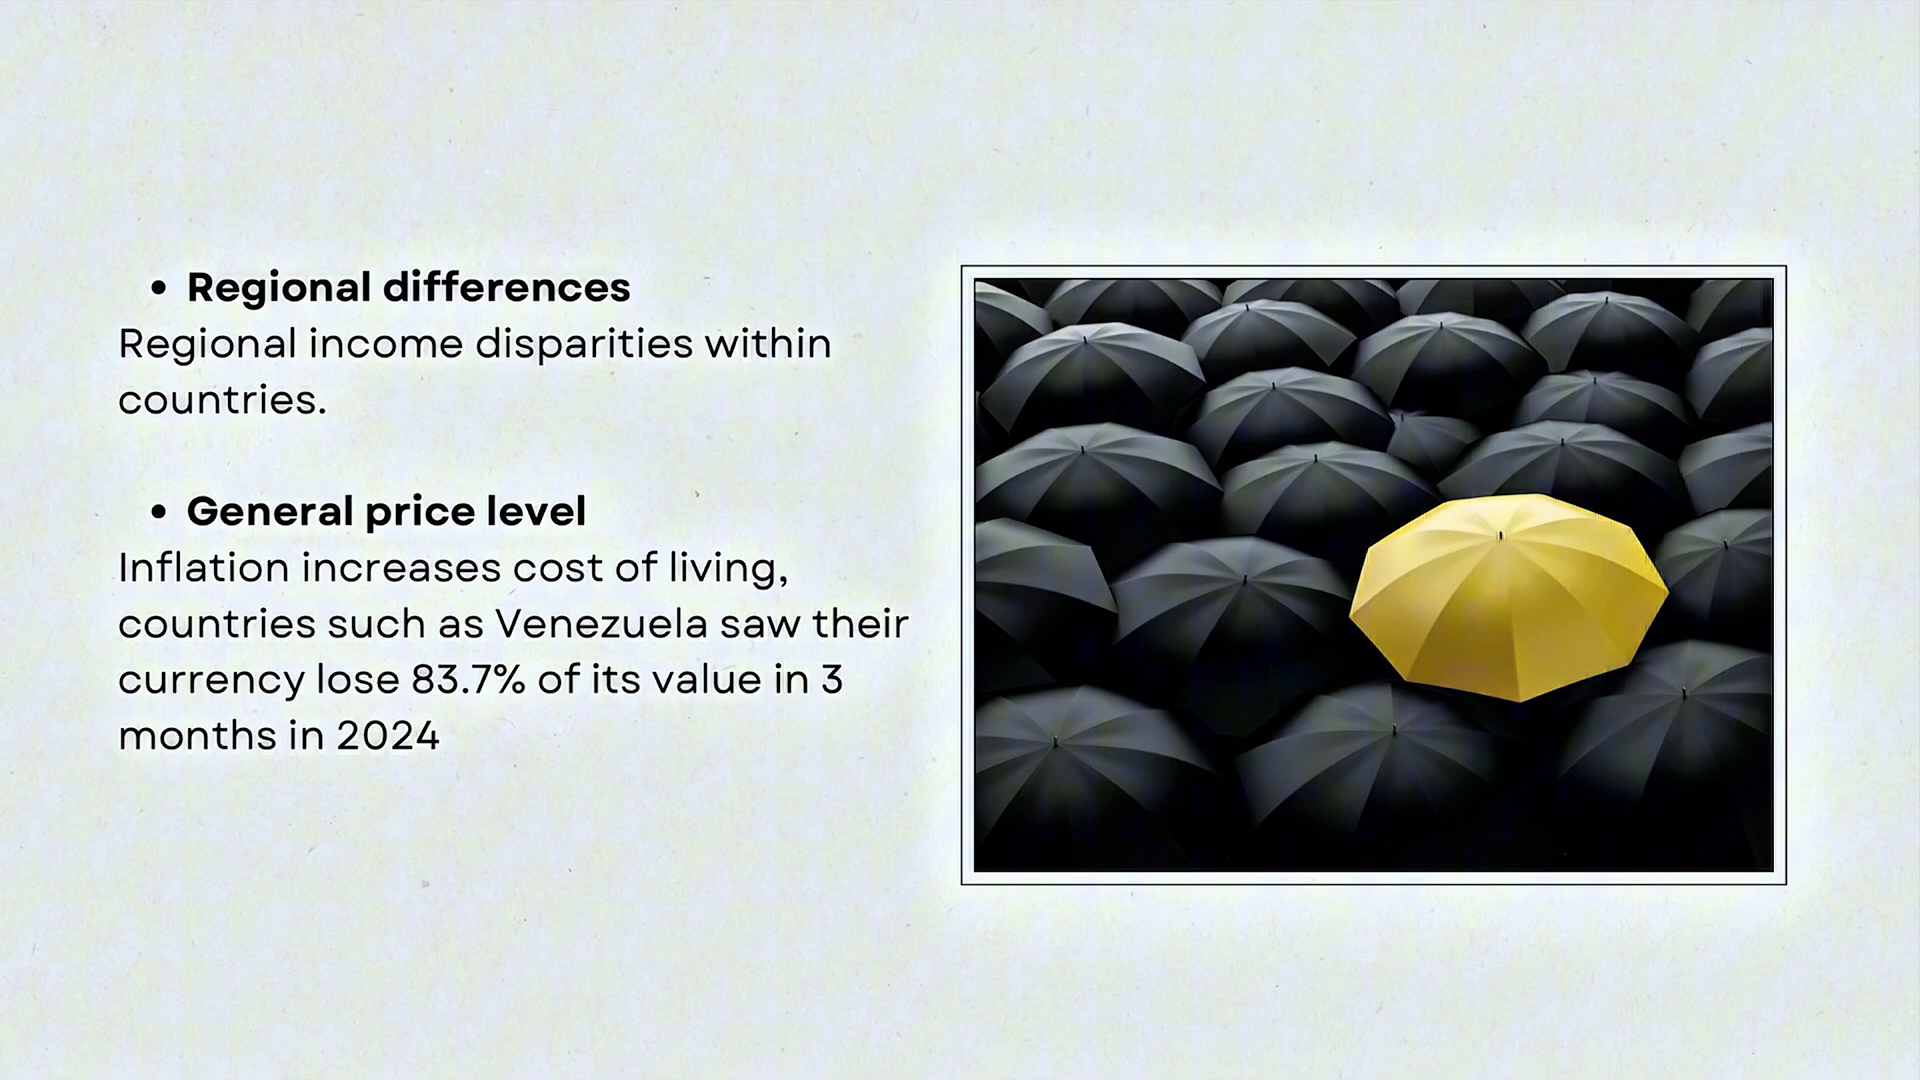 • Regional differences
Regional income disparities within
countries.
• General price level
Inflation increases cost of living,
countries such as Venezuela saw their
currency lose 83.7% of its value in 3
months in 2024